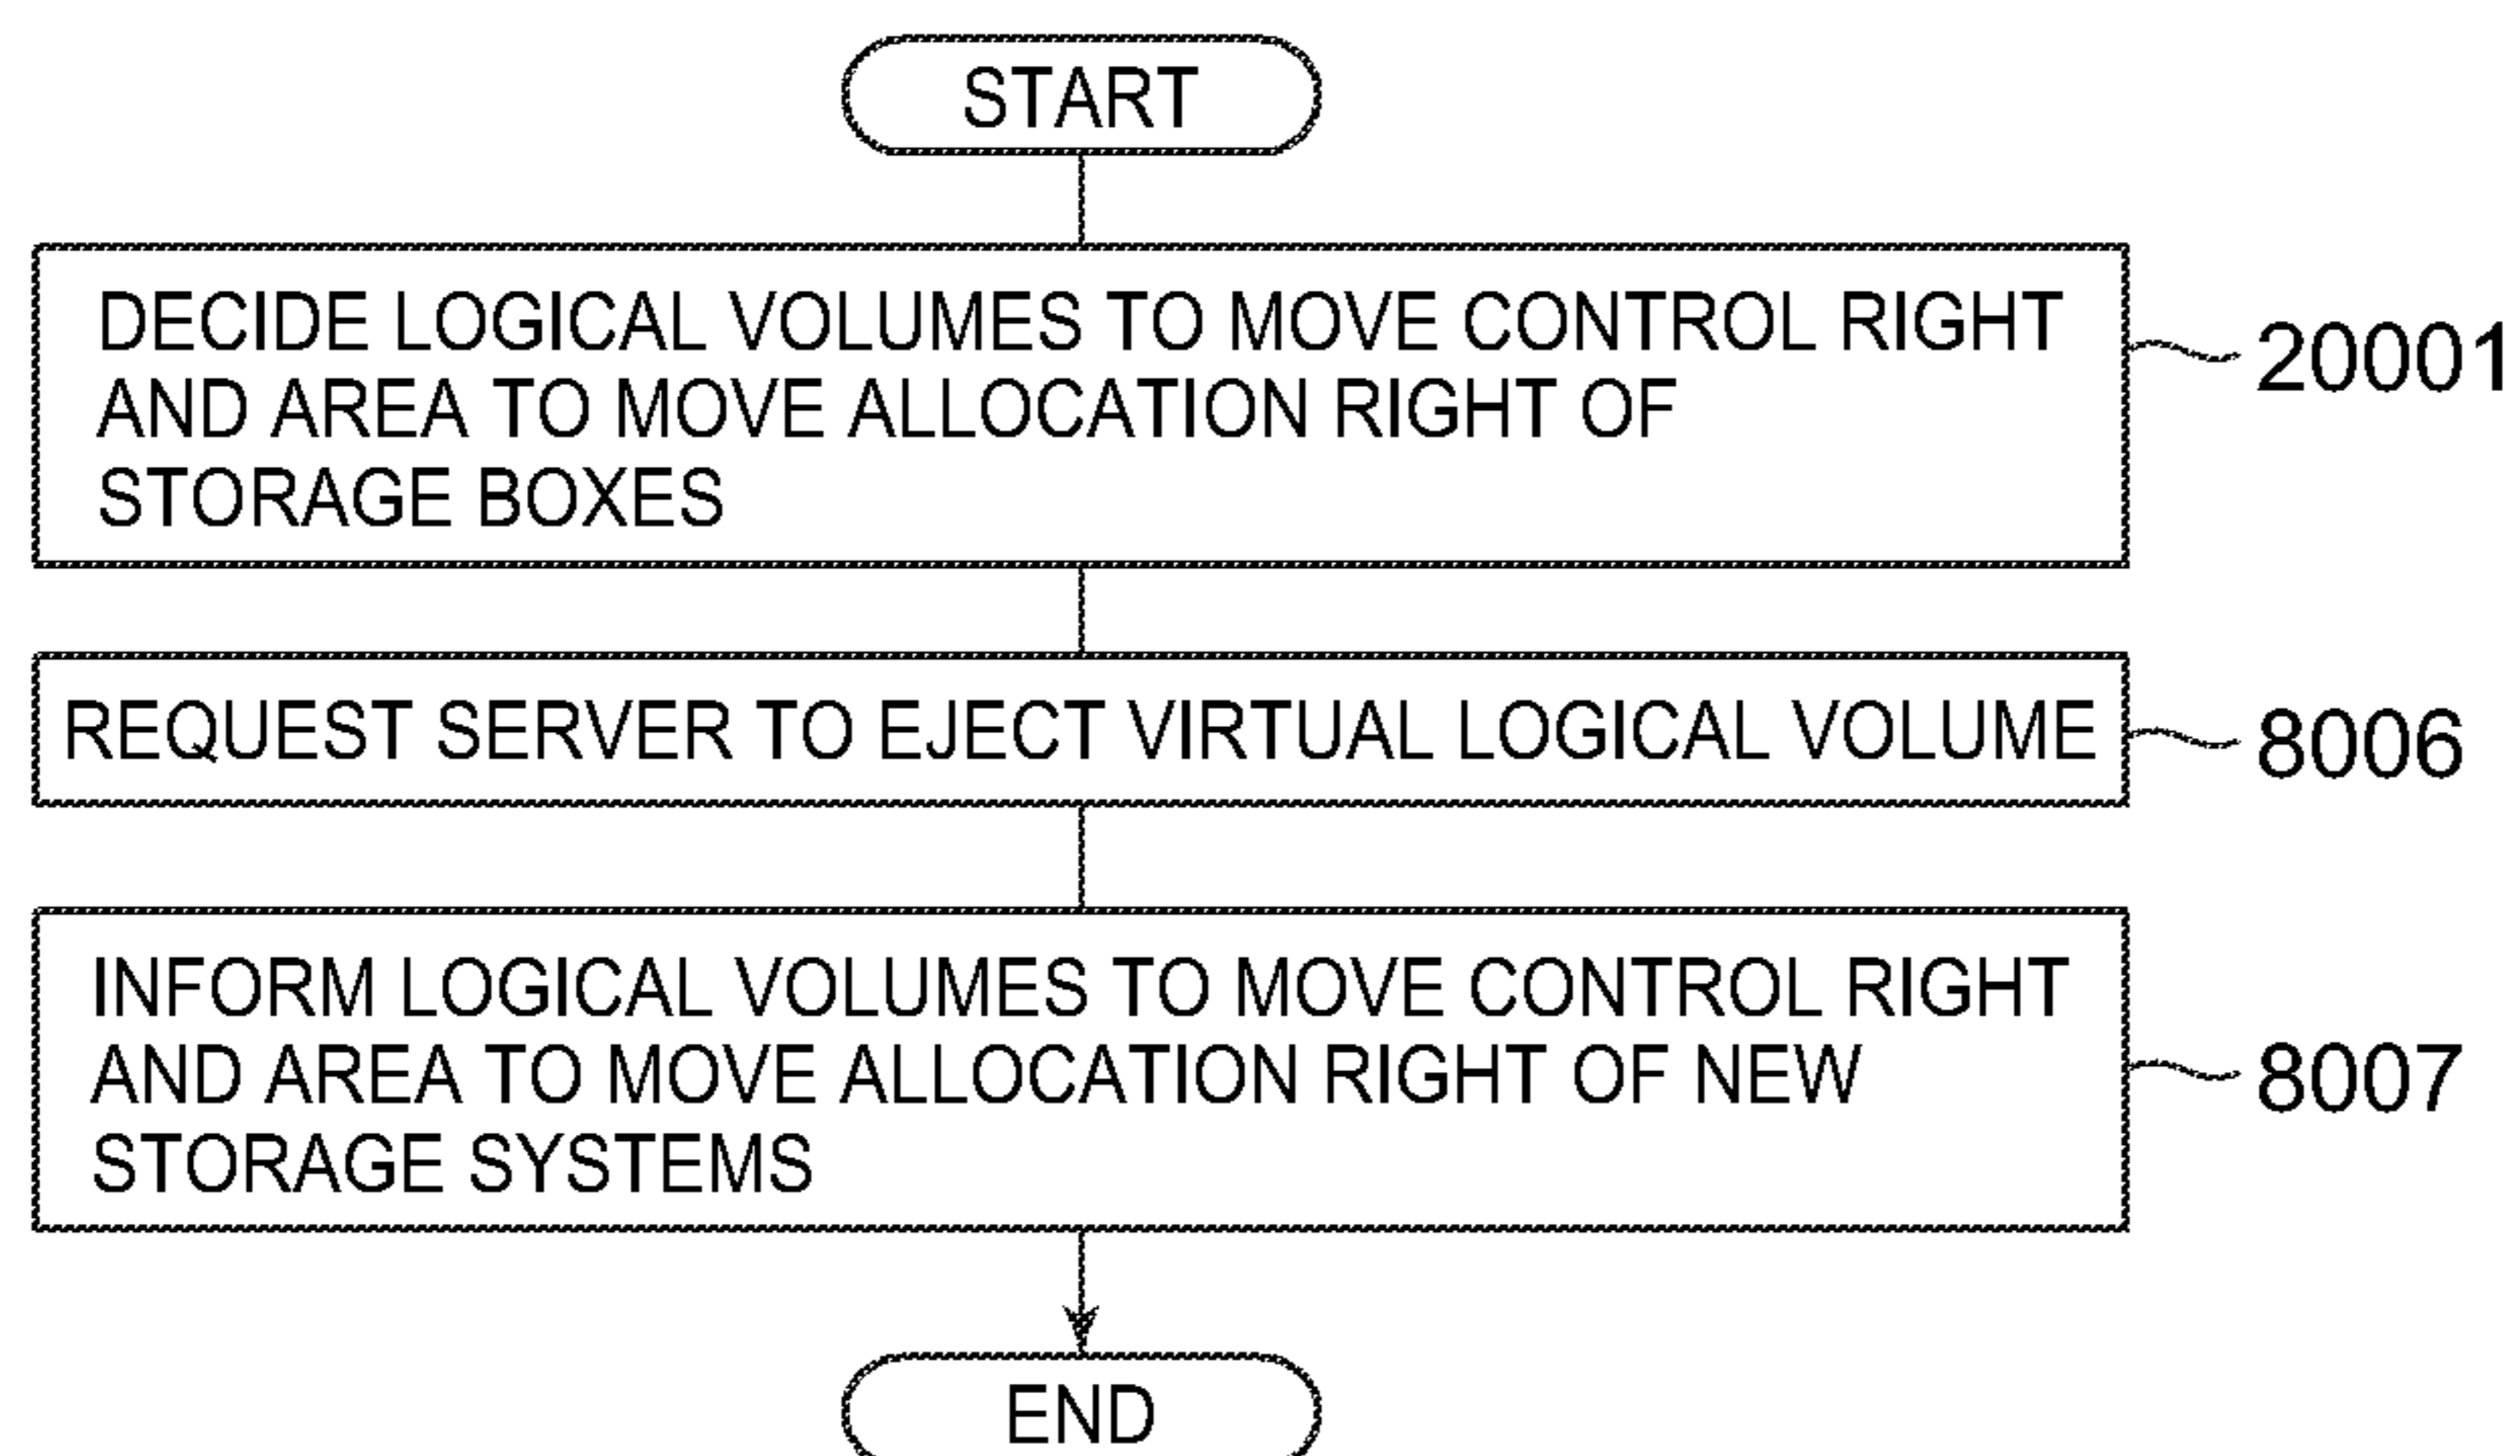 START
DECIDE LOGICAL VOLUMES TO MOVE CONTROL RIGHT
AND AREA TO MOVE ALLOCATION RIGHT OF
STORAGE BOXES
20001
REQUEST SERVER TO EJECT VIRTUAL LOGICAL VOLUME
8006
INFORM LOGICAL VOLUMES TO MOVE CONTROL RIGHT
AND AREA TO MOVE ALLOCATION RIGHT OF NEW
STORAGE SYSTEMS
8007
END